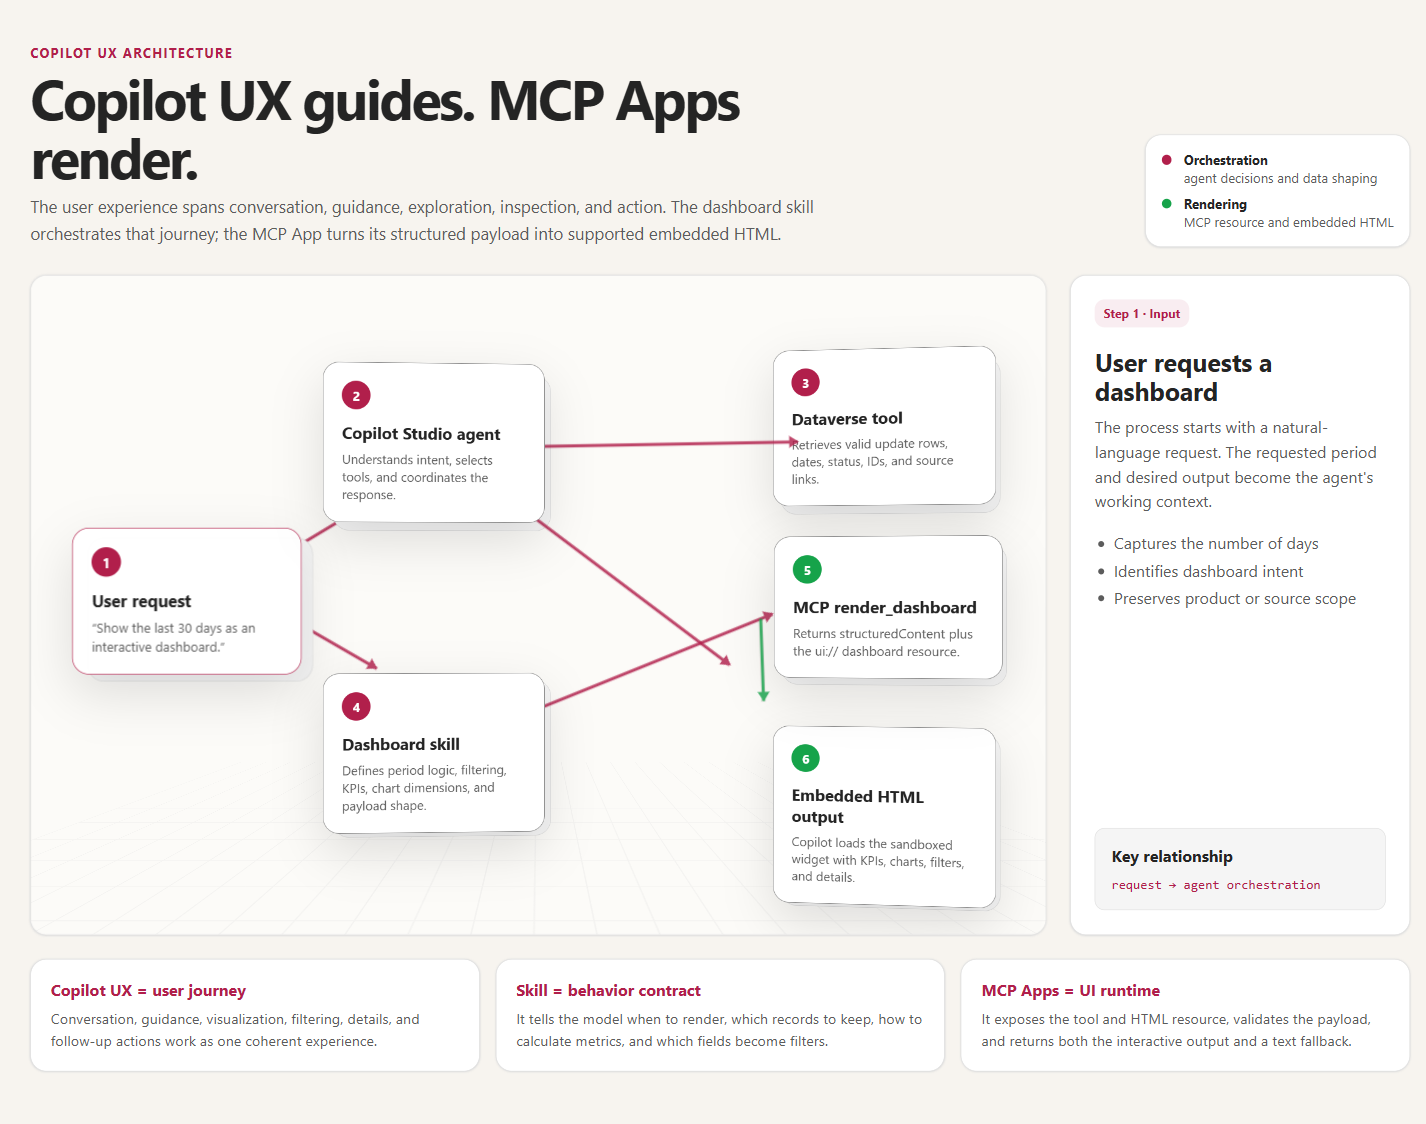 COPILOT UX ARCHITECTURE
Copilot UX guides. MCP Apps
render.
The user experience spans conversation, guidance, exploration, inspection, and action. The dashboard skill
orchestrates that journey; the MCP App turns its structured payload into supported embedded HTML.
Orchestration
agent decisions and data shaping
Rendering
MCP resource and embedded HTML
1
User request
“Show the last 30 days as an
interactive dashboard.”
2
Copilot Studio agent
Understands intent, selects
tools, and coordinates the
response.
3
Dataverse tool
Retrieves valid update rows,
dates, status, IDs, and source
links.
4
Dashboard skill
Defines period logic, filtering,
KPIs, chart dimensions, and
payload shape.
5
MCP render_dashboard
Returns structuredContent plus
the ui:// dashboard resource.
6
Embedded HTML
output
Copilot loads the sandboxed
widget with KPIs, charts, filters,
and details.
Step 1 · Input
User requests a
dashboard
The process starts with a natural-
language request. The requested period
and desired output become the agent's
working context.
• Captures the number of days
• Identifies dashboard intent
• Preserves product or source scope
Key relationship
request → agent orchestration
Copilot UX = user journey
Conversation, guidance, visualization, filtering, details, and
follow-up actions work as one coherent experience.
Skill = behavior contract
It tells the model when to render, which records to keep, how to
calculate metrics, and which fields become filters.
MCP Apps = UI runtime
It exposes the tool and HTML resource, validates the payload,
and returns both the interactive output and a text fallback.